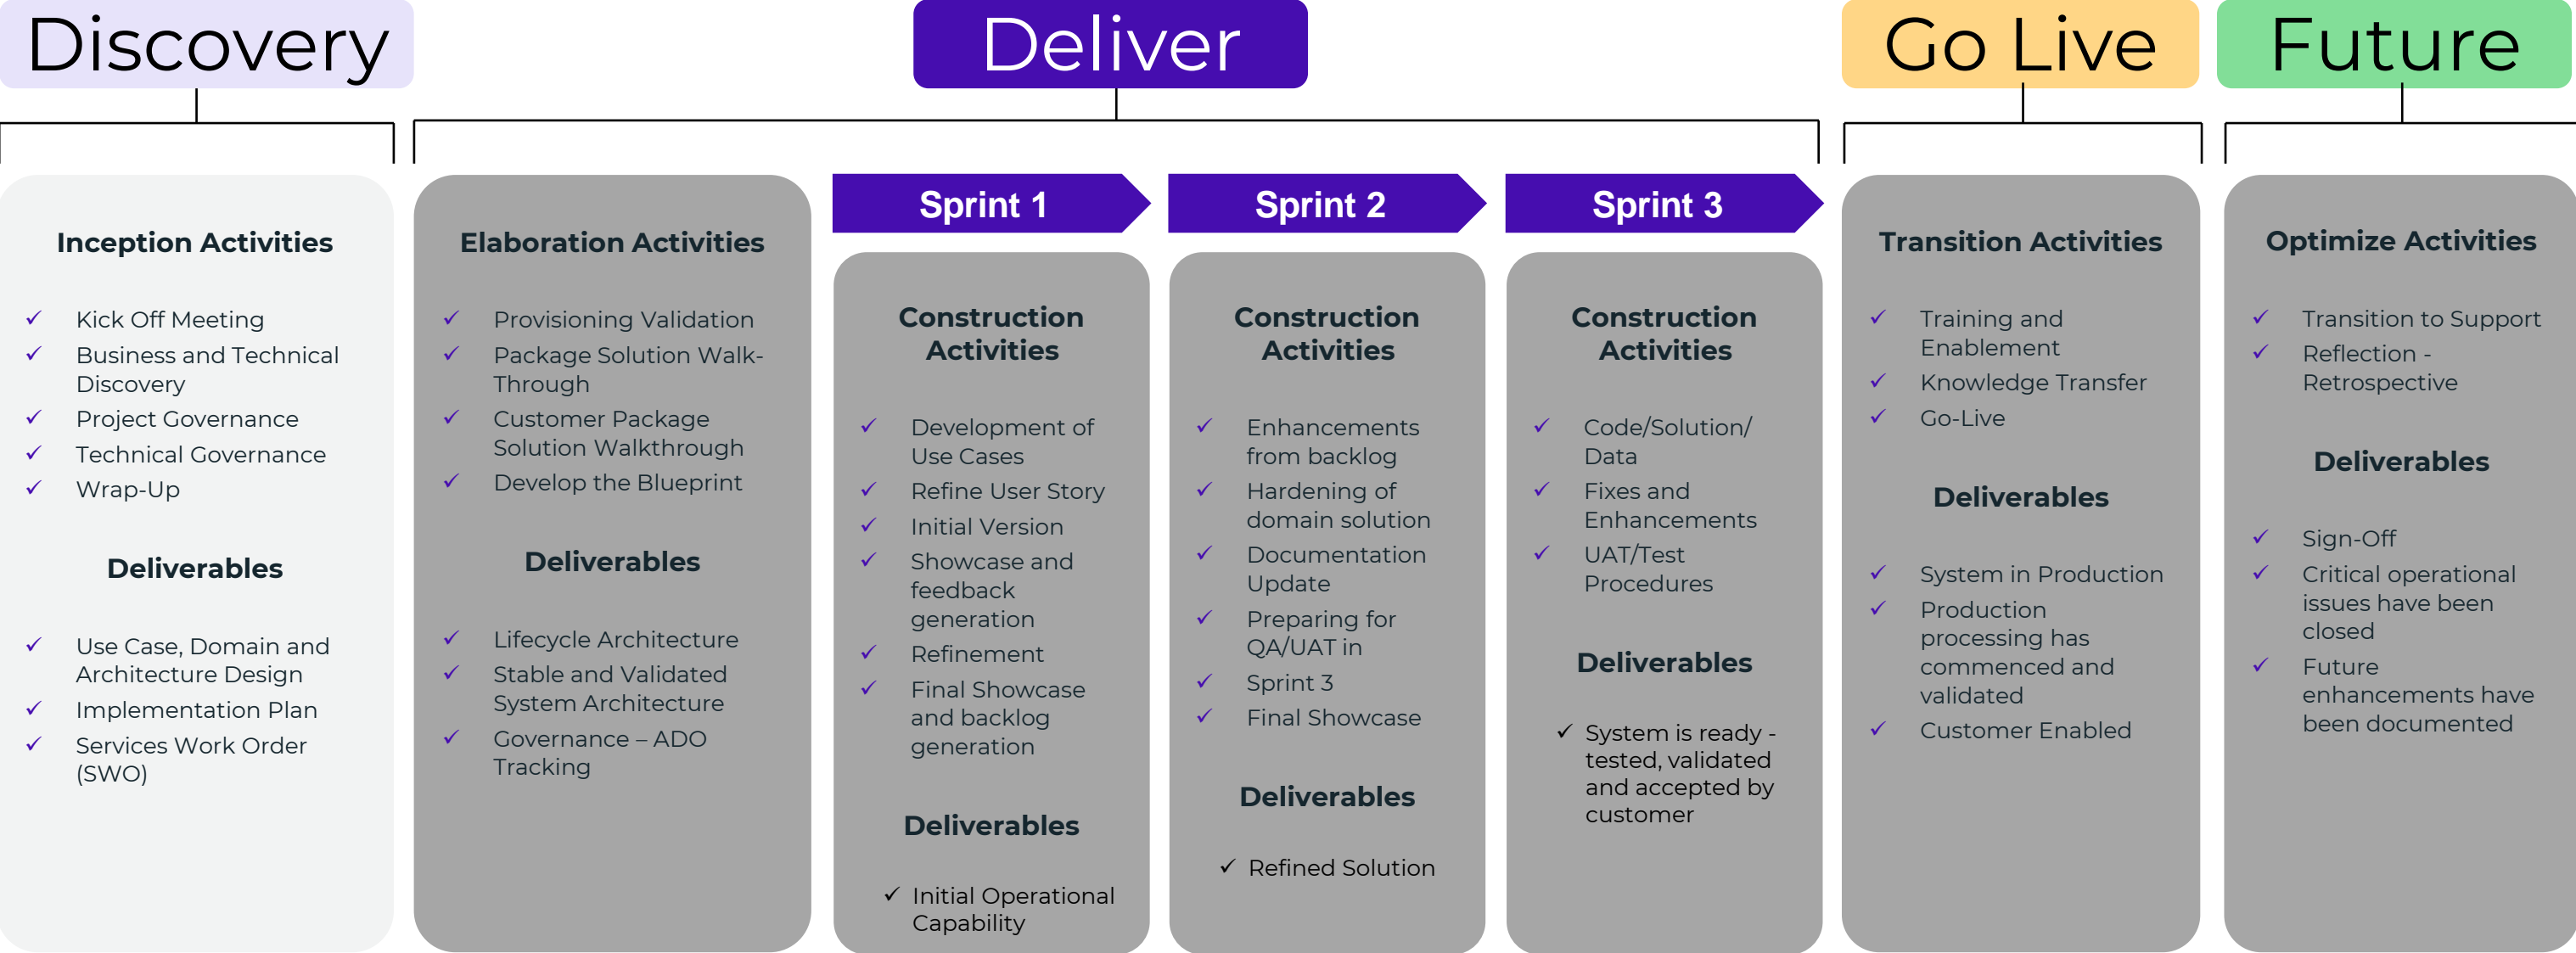 Discovery
Deliver
Go Live
Future
Inception Activities
✓ Kick Off Meeting
✓ Business and Technical
Discovery
✓ Project Governance
✓ Technical Governance
✓ Wrap-Up
Deliverables
✓ Use Case, Domain and
Architecture Design
✓ Implementation Plan
✓ Services Work Order
(SWO)
Elaboration Activities
✓ Provisioning Validation
✓ Package Solution Walk-
Through
✓ Customer Package
Solution Walkthrough
✓ Develop the Blueprint
Deliverables
✓ Lifecycle Architecture
✓ Stable and Validated
System Architecture
✓ Governance – ADO
Tracking
Sprint 1
Construction
Activities
✓ Development of
Use Cases
✓ Refine User Story
✓ Initial Version
✓ Showcase and
feedback
generation
✓ Refinement
✓ Final Showcase
and backlog
generation
Deliverables
✓ Initial Operational
Capability
Sprint 2
Construction
Activities
✓ Enhancements
from backlog
✓ Hardening of
domain solution
✓ Documentation
Update
✓ Preparing for
QA/UAT in
✓ Sprint 3
✓ Final Showcase
Deliverables
✓ Refined Solution
Sprint 3
Construction
Activities
✓ Code/Solution/
Data
✓ Fixes and
Enhancements
✓ UAT/Test
Procedures
Deliverables
✓ System is ready -
tested, validated
and accepted by
customer
Transition Activities
✓ Training and
Enablement
✓ Knowledge Transfer
✓ Go-Live
Deliverables
✓ System in Production
✓ Production
processing has
commenced and
validated
✓ Customer Enabled
Optimize Activities
✓ Transition to Support
✓ Reflection -
Retrospective
Deliverables
✓ Sign-Off
✓ Critical operational
issues have been
closed
✓ Future
enhancements have
been documented